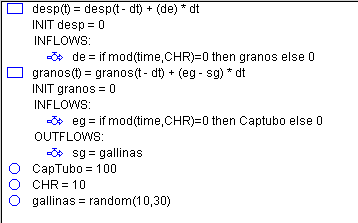 desp(t) = desp(t - dt) + (de) * dt
INIT desp = 0
INFLOWS:
de = if mod(time,CHR)=0 then granos else 0
granos(t) = granos(t - dt) + (eg - sg) * dt
INIT granos = 0
INFLOWS:
eg = if mod(time,CHR)=0 then Captubo else 0
OUTFLOWS:
sg = gallinas
CapTubo = 100
CHR = 10
gallinas = random(10,30)